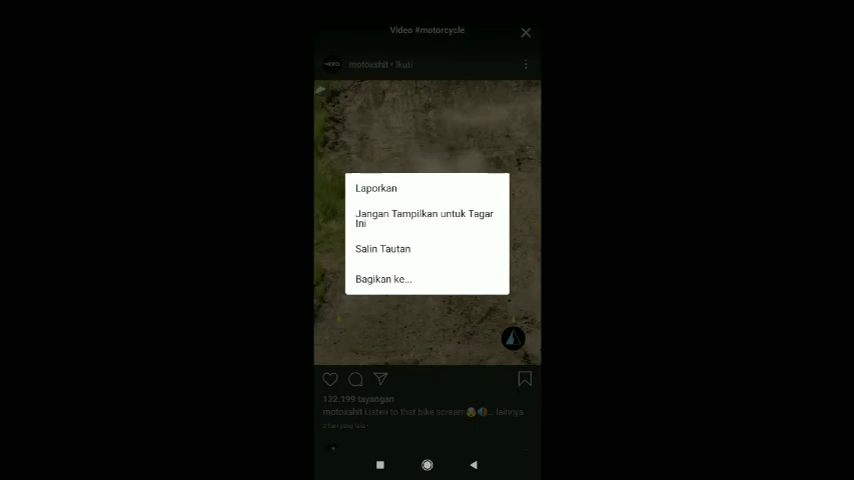 Video #motorcycle
motoxshit • Ikuti
Laporkan
Jangan Tampilkan untuk Tagar
Ini
Salin Tautan
Bagikan ke...
132.199 tayangan
motoxshit Listen to that bike scream🤯📢... lainnya